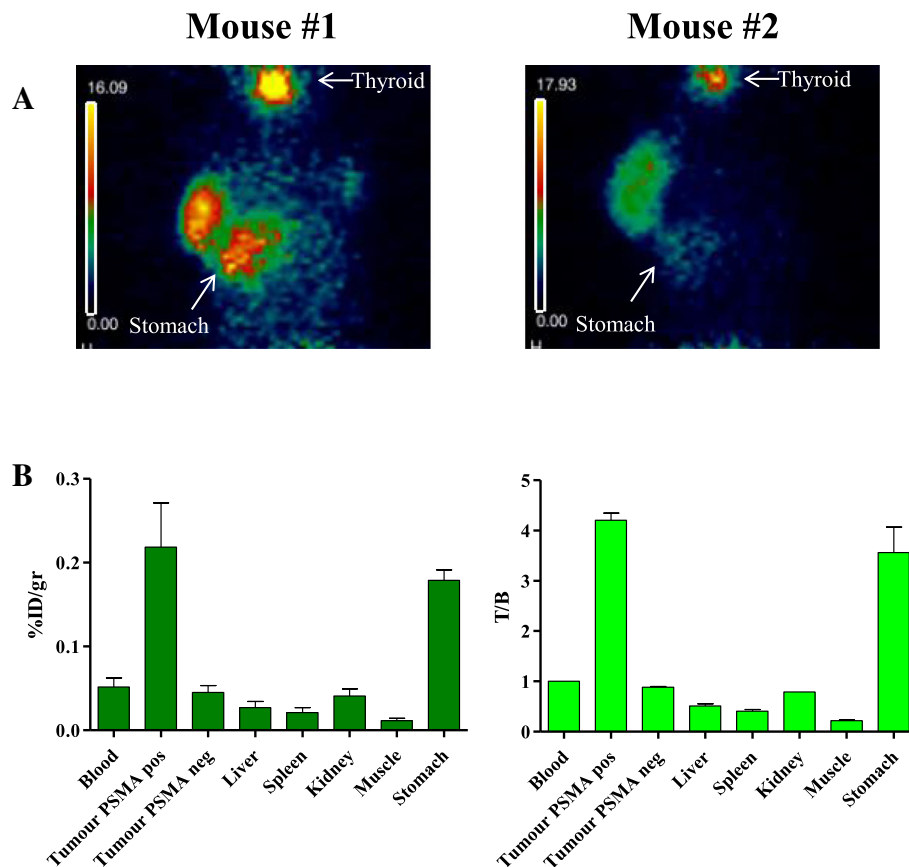 Mouse #1
Mouse #2
A
16.09
Thyroid
Stomach
0.00
17.93
Thyroid
Stomach
0.00
H
B
%ID/gr
0.3
0.2
0.1
0.0
Blood
Tumour PSMA pos
Tumour PSMA neg
Liver
Spleen
Kidney
Muscle
Stomach
T/B
5
4
3
2
1
0
Blood
Tumour PSMA pos
Tumour PSMA neg
Liver
Spleen
Kidney
Muscle
Stomach